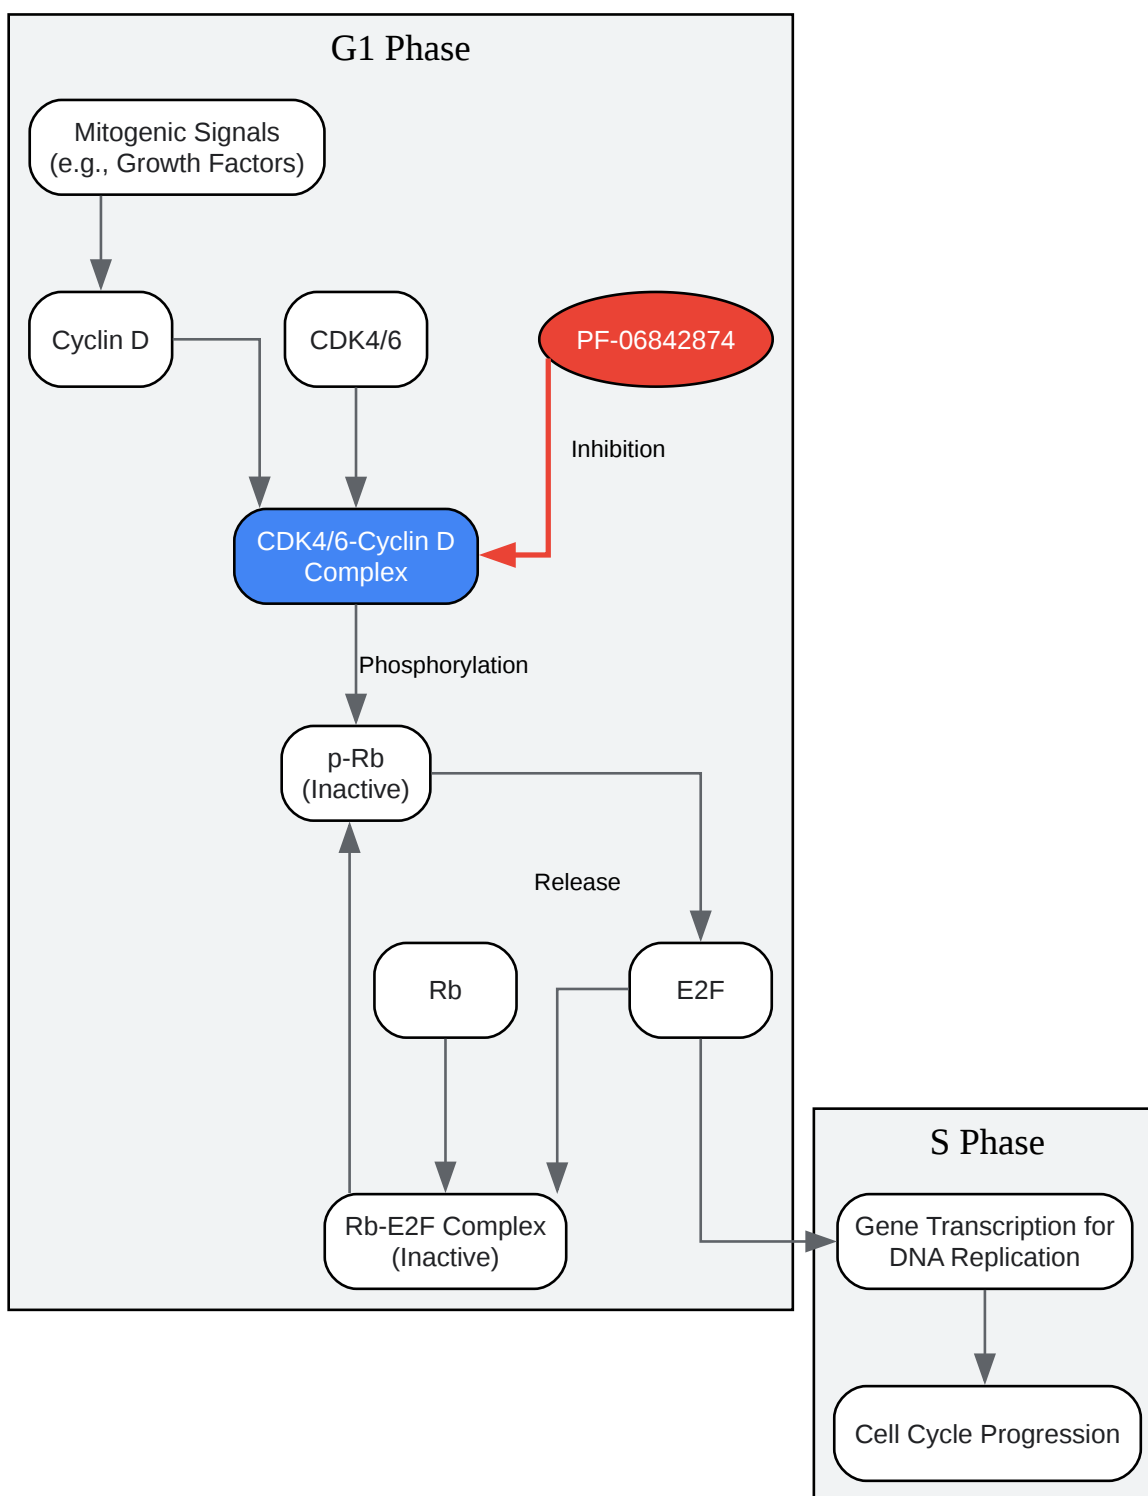 G1 Phase
Mitogenic Signals
(e.g., Growth Factors)
Cyclin D
CDK4/6
PF-06842874
Inhibition
CDK4/6-Cyclin D
Complex
Phosphorylation
p-Rb
(Inactive)
Release
Rb
E2F
Rb-E2F Complex
(Inactive)
S Phase
Gene Transcription for
DNA Replication
Cell Cycle Progression